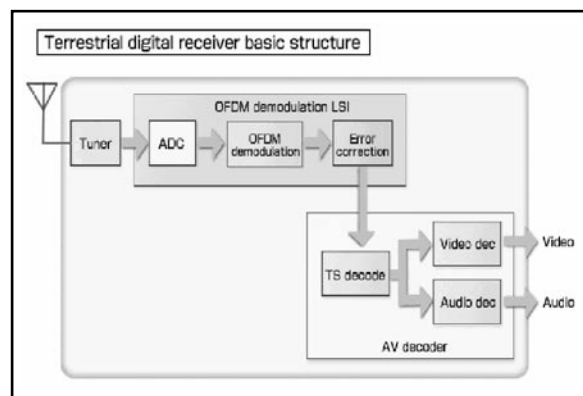 Terrestrial digital receiver basic structure
OFDM demodulation LSI
Tuner
ADC
OFDM
demodulation
Error
correction
TS decode
Video dec
Video
Audio dec
Audio
AV decoder